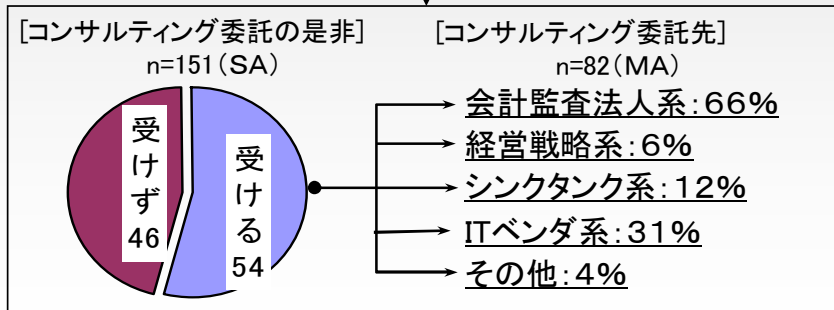 [コンサルティング委託の是非]
n=151(SA)
受けず
46
受ける
54
[コンサルティング委託先]
n=82(MA)
会計監査法人系:66%
経営戦略系:6%
シンクタンク系:12%
ITベンダ系:31%
その他:4%